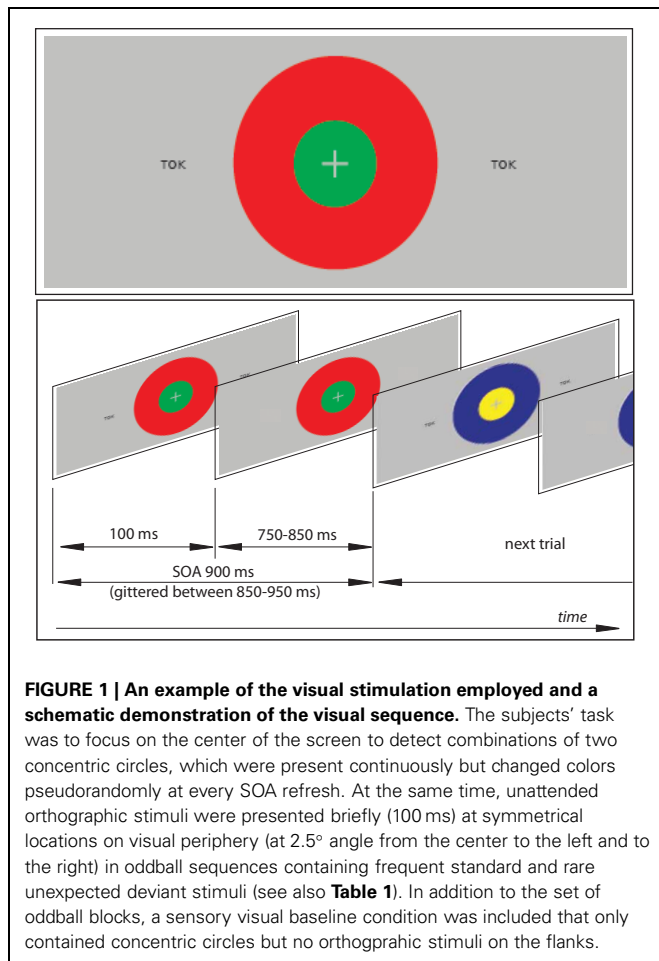 TOK TOK
TOK TOK TOK TOK
100 ms 750-850 ms next trial
SOA 900 ms
(gittered between 850-950 ms)
time
FIGURE 1 | An example of the visual stimulation employed and a
schematic demonstration of the visual sequence. The subjects’ task
was to focus on the center of the screen to detect combinations of two
concentric circles, which were present continuously but changed colors
pseudorandomly at every SOA refresh. At the same time, unattended
orthographic stimuli were presented briefly (100 ms) at symmetrical
locations on visual periphery (at 2.5° angle from the center to the left and to
the right) in oddball sequences containing frequent standard and rare
unexpected deviant stimuli (see also Table 1). In addition to the set of
oddball blocks, a sensory visual baseline condition was included that only
contained concentric circles but no orthogprahic stimuli on the flanks.